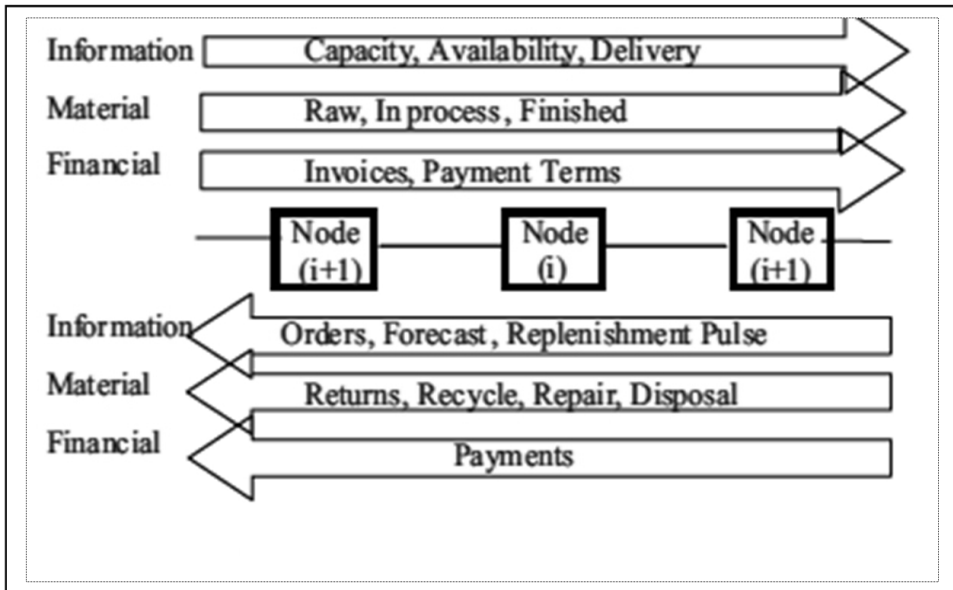 Information Capacity, Availability, Delivery
Material Raw, In process, Finished
Financial Invoices, Payment Terms
Node Node Node
(i+1) (i) (i+1)
Information Orders, Forecast, Replenishment Pulse
Material Returns, Recycle, Repair, Disposal
Financial Payments